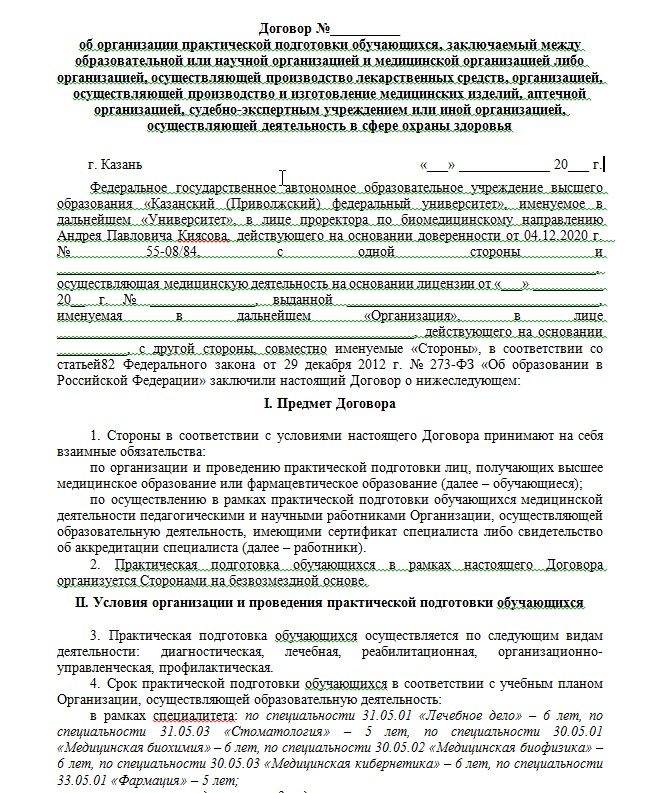 Договор №__________
об организации практической подготовки обучающихся, заключаемый между
образовательной или научной организацией и медицинской организацией либо
организацией, осуществляющей производство лекарственных средств, организацией,
осуществляющей производство и изготовление медицинских изделий, аптечной
организацией, судебно-экспертным учреждением или иной организацией,
осуществляющей деятельность в сфере охраны здоровья
г. Казань «___» _____________ 20___ г.
Федеральное государственное автономное образовательное учреждение высшего
образования «Казанский (Приволжский) федеральный университет», именуемое в
дальнейшем «Университет», в лице проректора по биомедицинскому направлению
Андрея Павловича Киясова, действующего на основании доверенности от 04.12.2020 г.
№ 55-08/84, с одной стороны и
_____________________________________________________________________________,
осуществляющая медицинскую деятельность на основании лицензии от «___» __________
20__ г. № _______________, выданной ____________________________________,
именуемая в дальнейшем «Организация», в лице
___________________________________________________, действующего на основании
__________, с другой стороны, совместно именуемые «Стороны», в соответствии со
статьей82 Федерального закона от 29 декабря 2012 г. № 273-ФЗ «Об образовании в
Российской Федерации» заключили настоящий Договор о нижеследующем:
I. Предмет Договора
1. Стороны в соответствии с условиями настоящего Договора принимают на себя
взаимные обязательства:
по организации и проведению практической подготовки лиц, получающих высшее
медицинское образование или фармацевтическое образование (далее – обучающиеся);
по осуществлению в рамках практической подготовки обучающихся медицинской
деятельности педагогическими и научными работниками Организации, осуществляющей
образовательную деятельность, имеющими сертификат специалиста либо свидетельство
об аккредитации специалиста (далее – работники).
2. Практическая подготовка обучающихся в рамках настоящего Договора
организуется Сторонами на безвозмездной основе.
II. Условия организации и проведения практической подготовки обучающихся
3. Практическая подготовка обучающихся осуществляется по следующим видам
деятельности: диагностическая, лечебная, реабилитационная, организационно-
управленческая, профилактическая.
4. Срок практической подготовки обучающихся в соответствии с учебным планом
Организации, осуществляющей образовательную деятельность:
в рамках специалитета: по специальности 31.05.01 «Лечебное дело» – 6 лет, по
специальности 31.05.03 «Стоматология» – 5 лет, по специальности 30.05.01
«Медицинская биохимия» – 6 лет, по специальности 30.05.02 «Медицинская биофизика» –
6 лет, по специальности 30.05.03 «Медицинская кибернетика» – 6 лет, по специальности
33.05.01 «Фармация» – 5 лет;